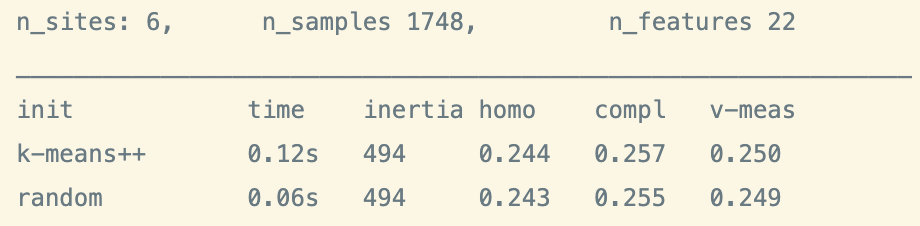 n_sites: 6, n_samples 1748, n_features 22
init time inertia homo compl v-meas
k-means++ 0.12s 494 0.244 0.257 0.250
random 0.06s 494 0.243 0.255 0.249